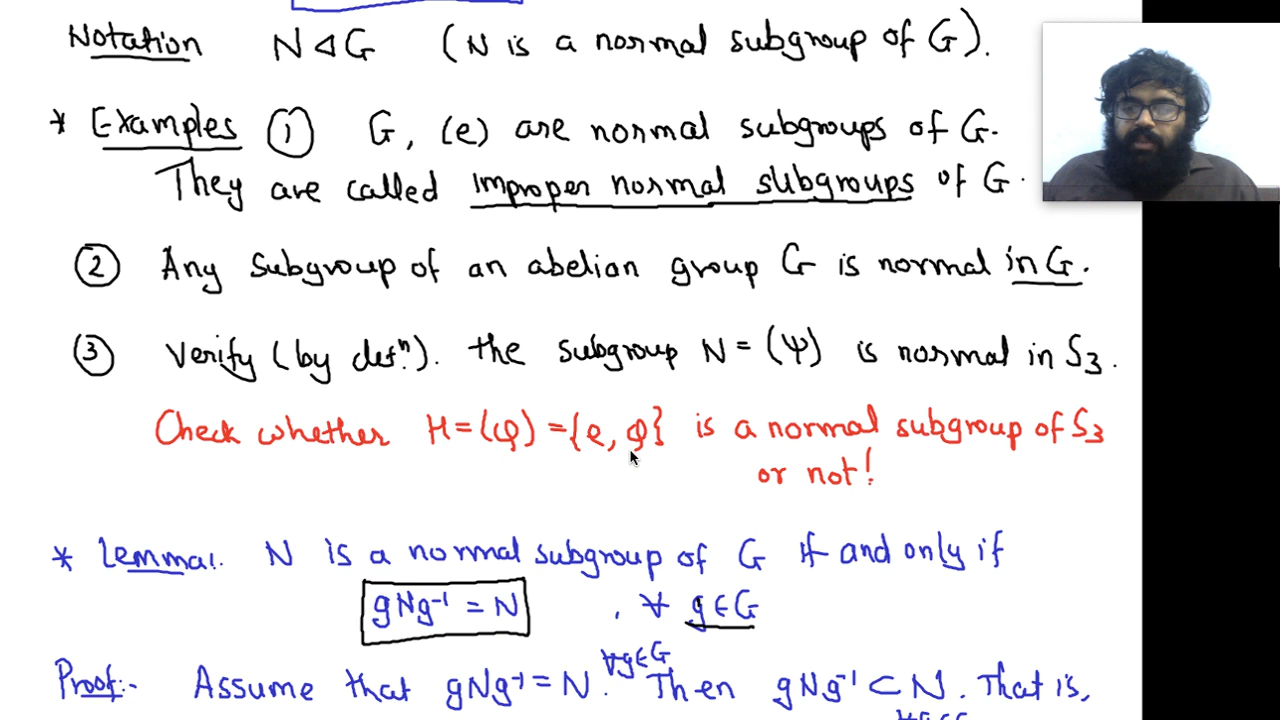 Notation N ⊲ G (N is a normal subgroup of G).
* Examples ① G, (e) are normal subgroups of G.
They are called improper normal subgroups of G.
② Any subgroup of an abelian group G is normal in G.
③ Verify (by defⁿ.). the subgroup N = (Ψ) is normal in S₃.
Check whether H = (φ) = {e, φ} is a normal subgroup of S₃
or not!
* Lemma. N is a normal subgroup of G if and only if
gNg⁻¹ = N , ∀ g∈G
Proof:- Assume that gNg⁻¹ = N. ∀g∈G Then gNg⁻¹ ⊂ N. That is,